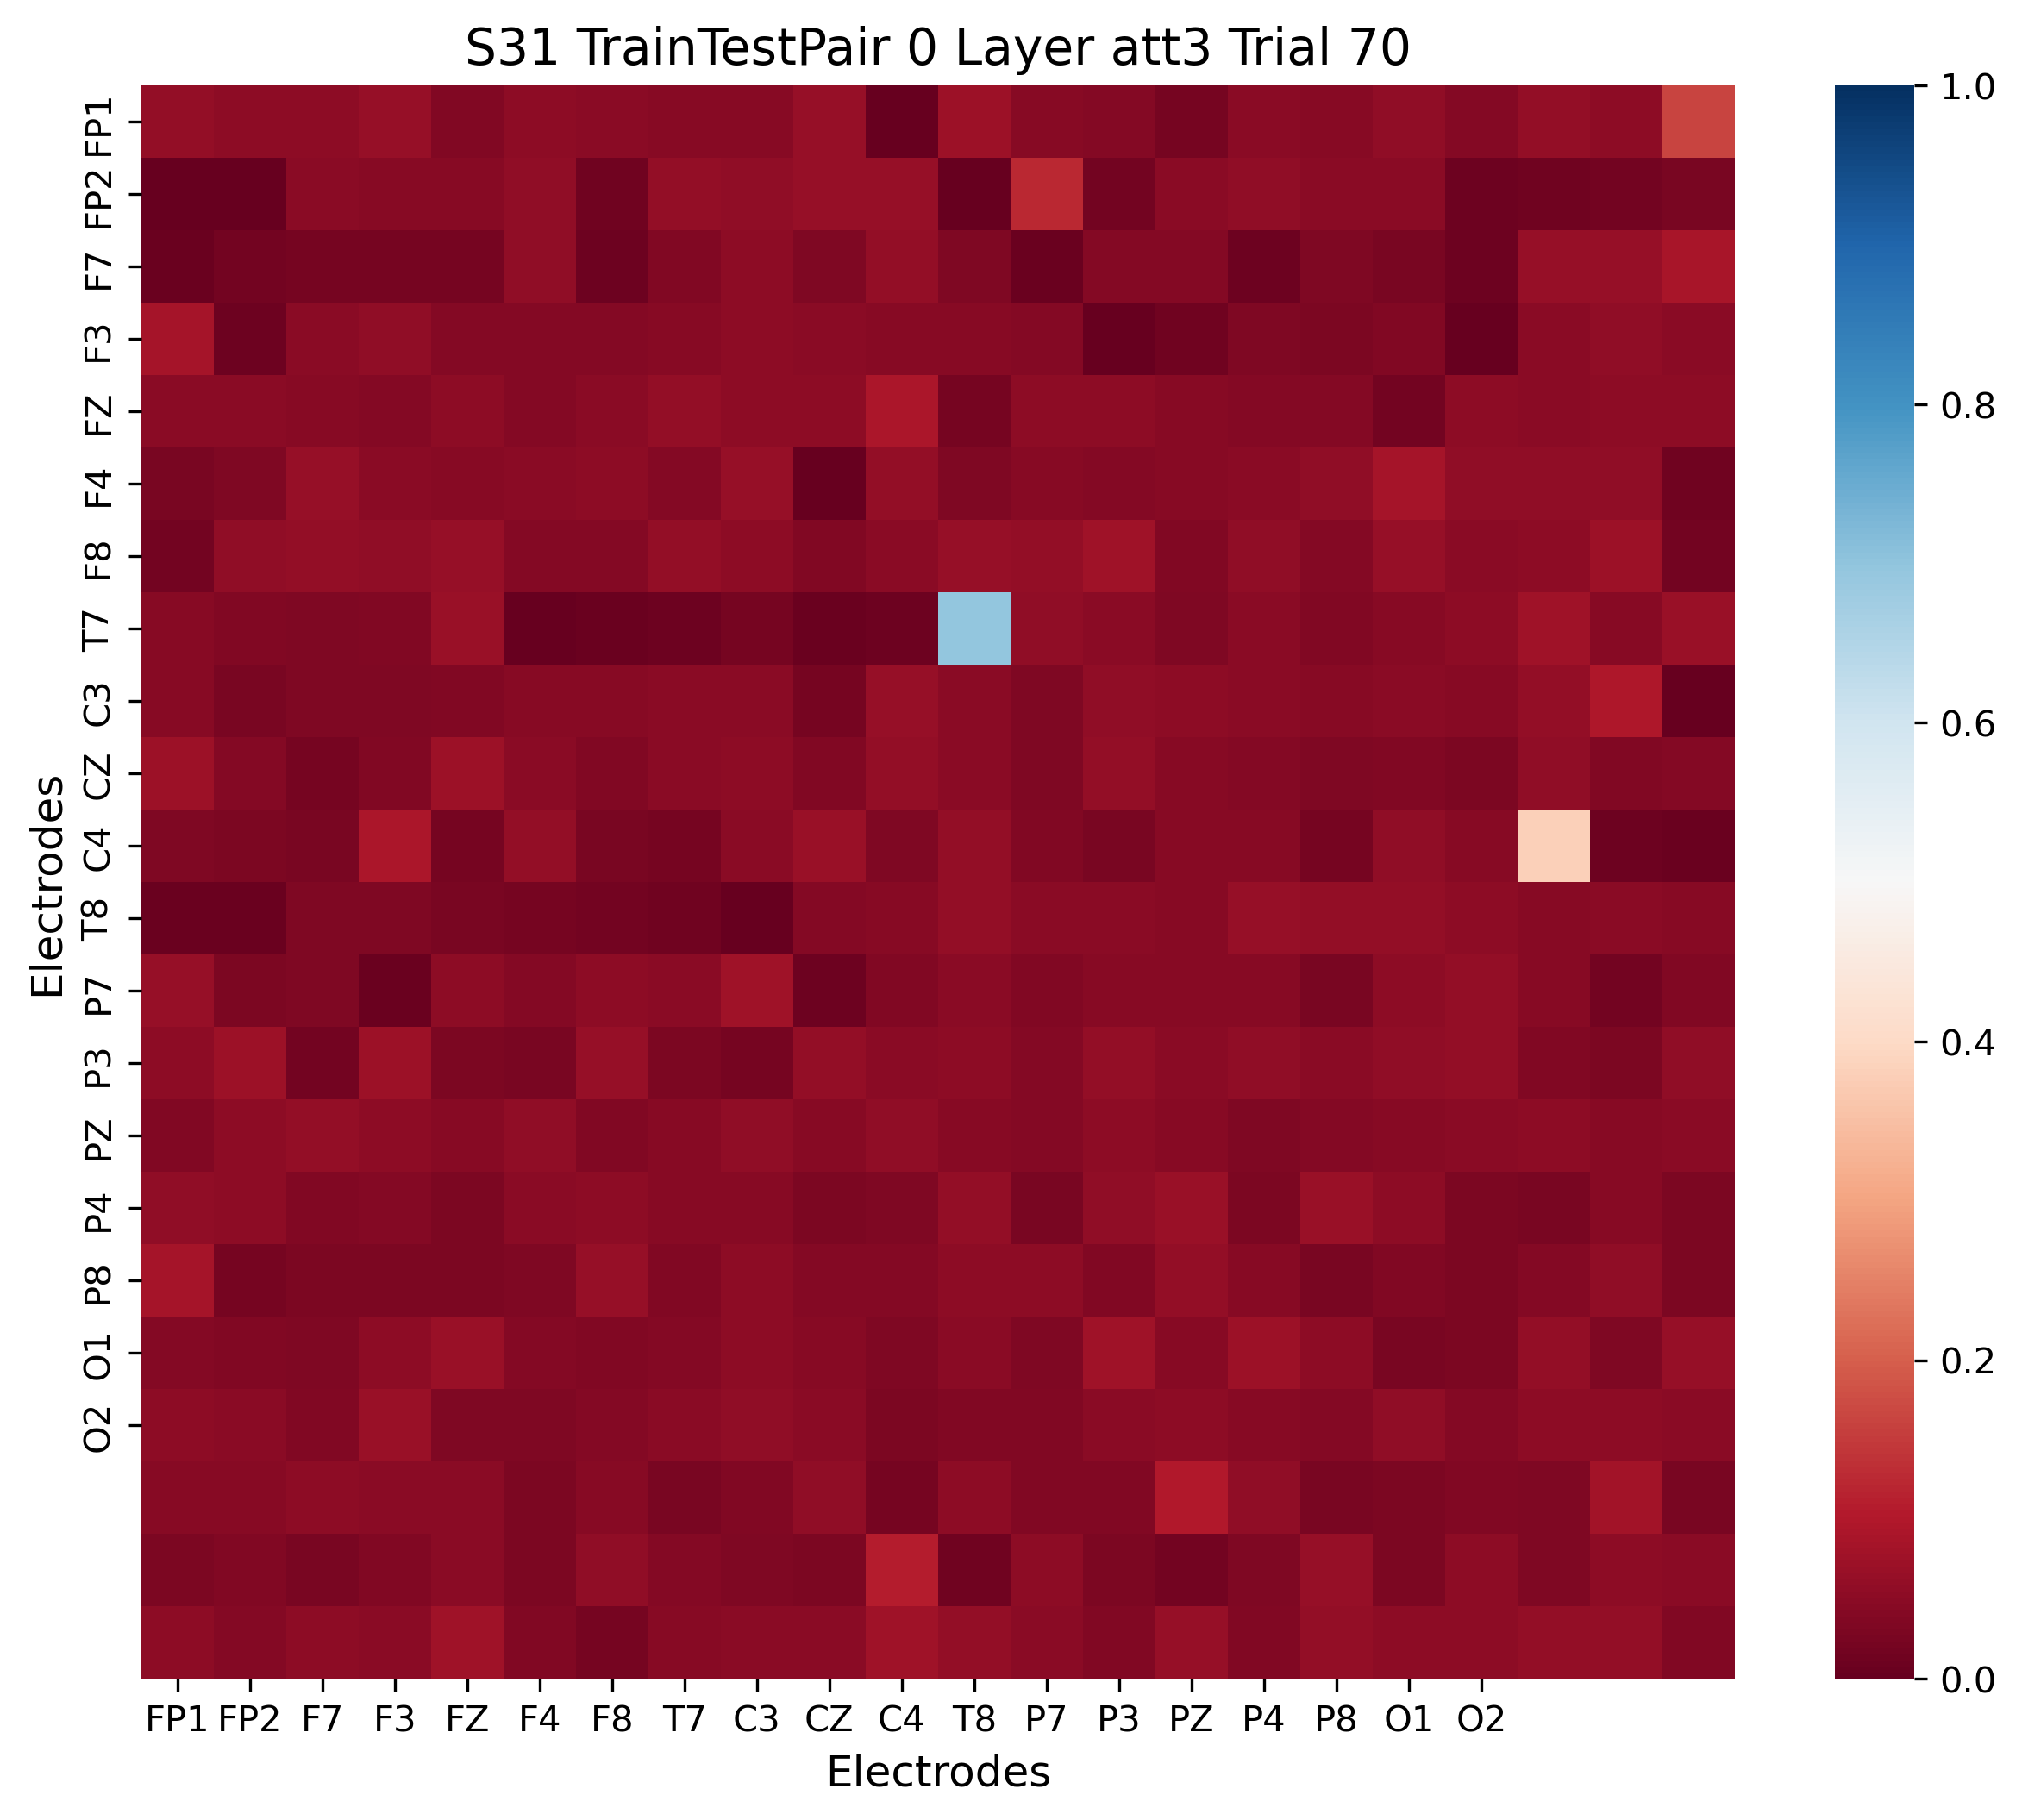 S31 TrainTestPair 0 Layer att3 Trial 70
FP1
FP2
F7
F3
FZ
F4
F8
T7
C3
CZ
C4
T8
P7
P3
PZ
P4
P8
O1
O2
Electrodes
FP1 FP2 F7 F3 FZ F4 F8 T7 C3 CZ C4 T8 P7 P3 PZ P4 P8 O1 O2
Electrodes
1.0
0.8
0.6
0.4
0.2
0.0